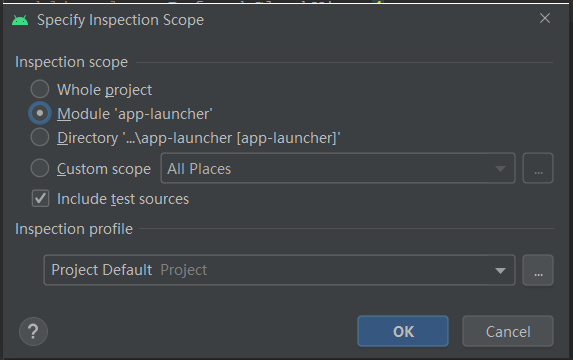 Specify Inspection Scope
Inspection scope
Whole project
Module 'app-launcher'
Directory '...\app-launcher [app-launcher]'
Custom scope All Places ...
Include test sources
Inspection profile
Project Default Project ...
? OK Cancel